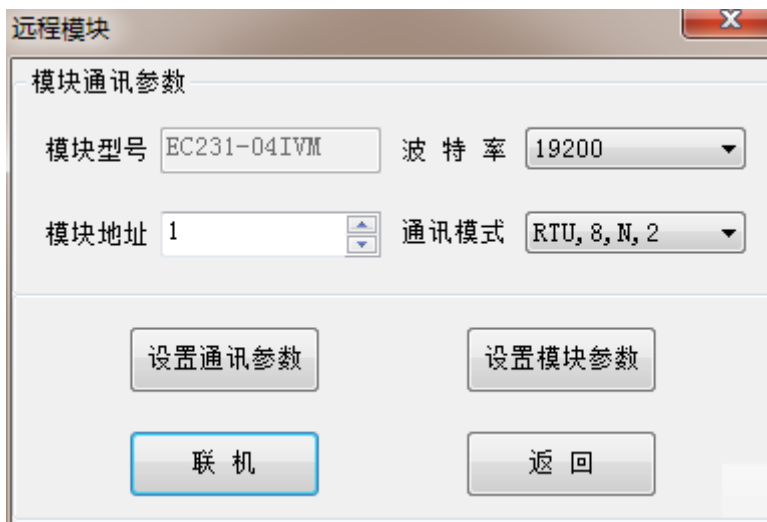 远程模块
模块通讯参数
模块型号 EC231-04IVM 波 特 率 19200
模块地址 1 通讯模式 RTU,8,N,2
设置通讯参数 设置模块参数
联 机 返 回